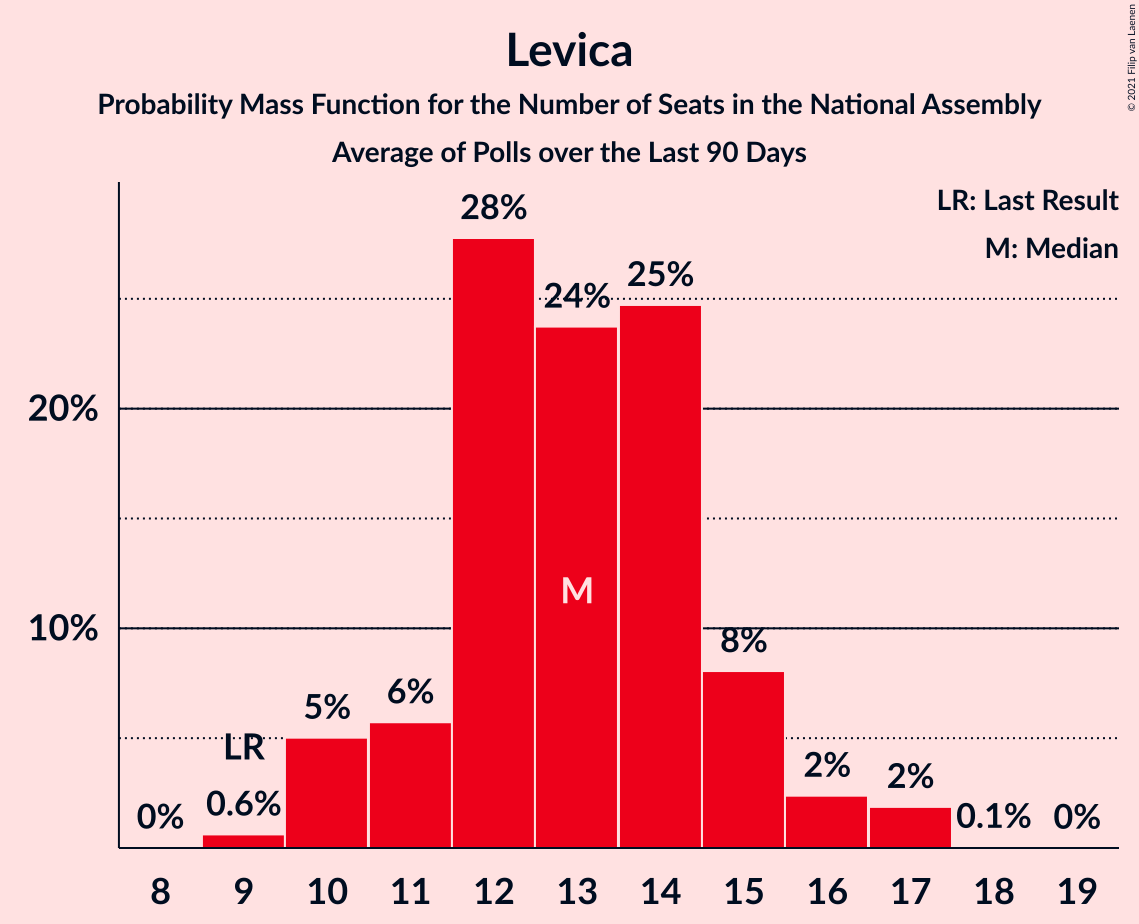 © 2021 Filip van Laenen
Levica
Probability Mass Function for the Number of Seats in the National Assembly
Average of Polls over the Last 90 Days
LR: Last Result
M: Median
28%
25%
24%
20%
M
10%
8%
6%
5%
LR
2%
2%
0.6%
0%
0.1%
0%
8 9 10 11 12 13 14 15 16 17 18 19